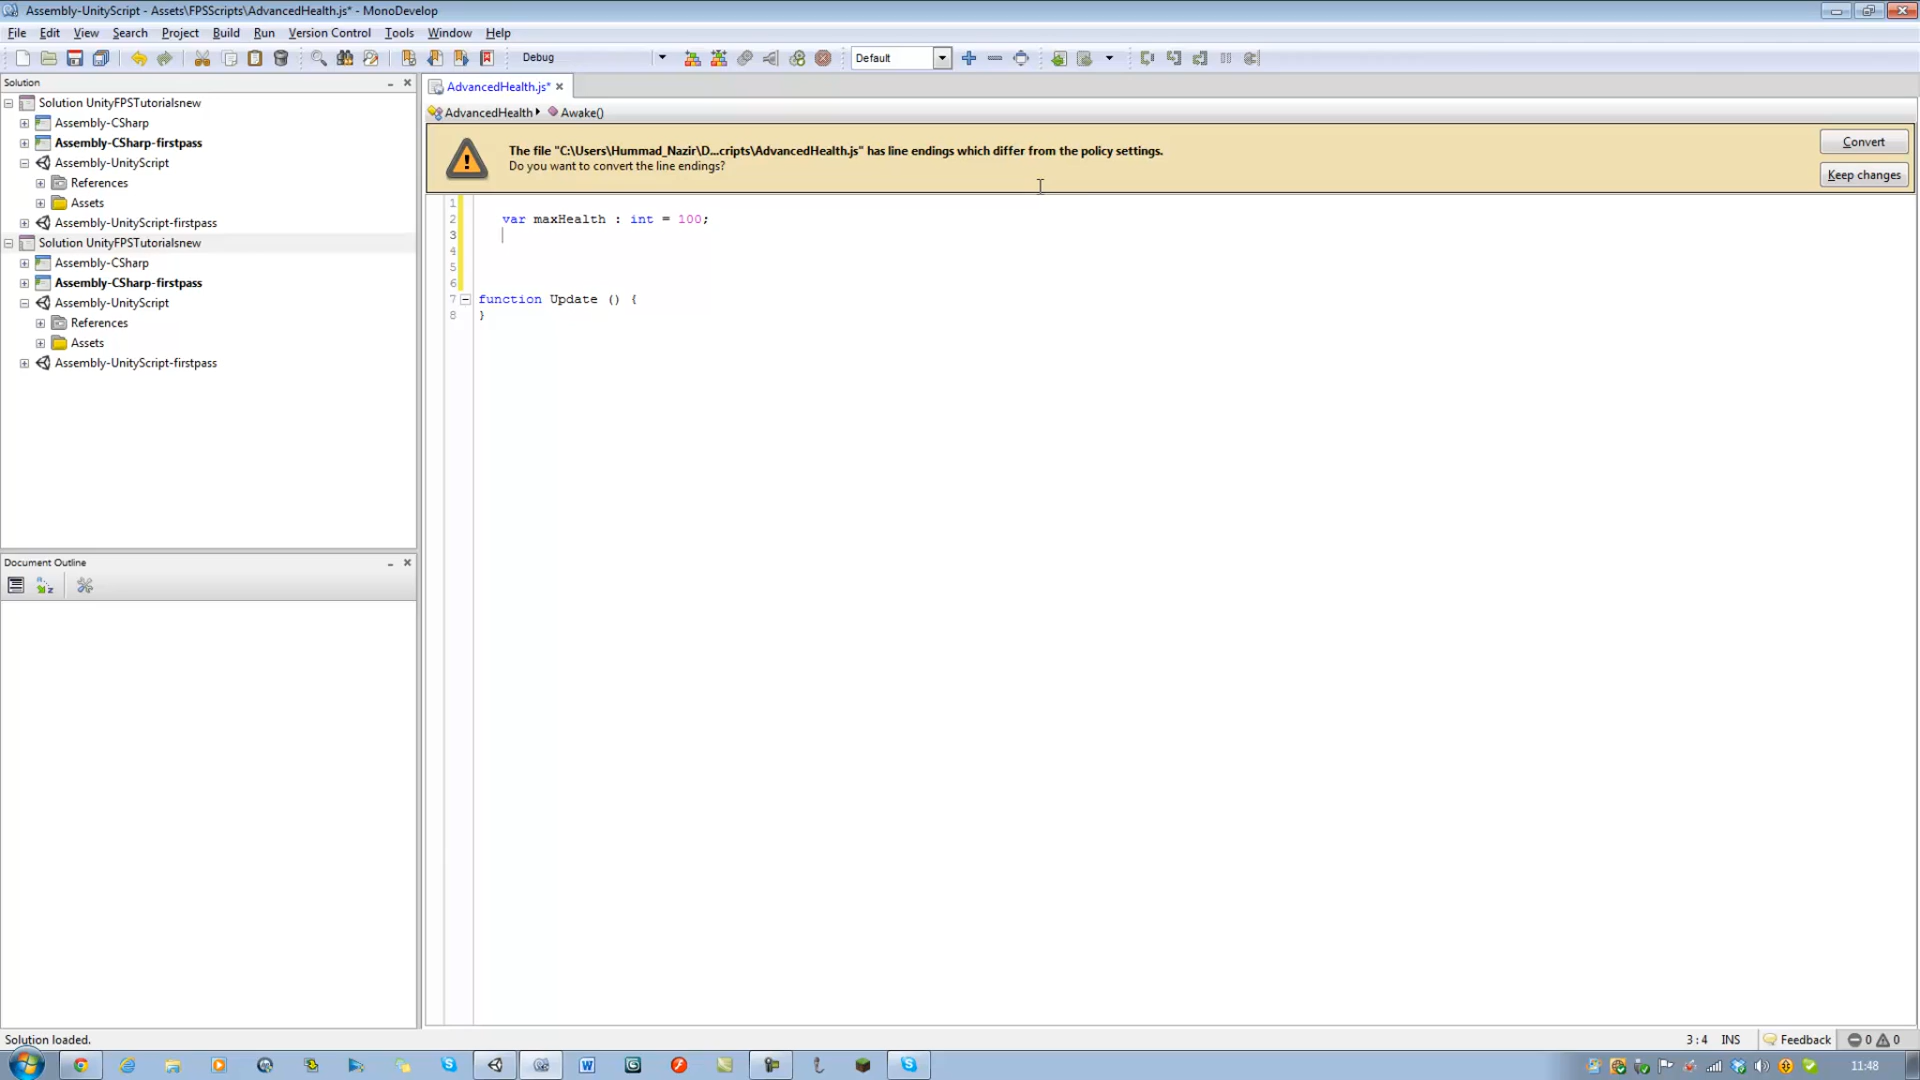 Assembly-UnityScript - Assets\FPSScripts\AdvancedHealth.js* - MonoDevelop
File Edit View Search Project Build Run Version Control Tools Window Help
Debug
Default
Solution
AdvancedHealth.js*
Solution UnityFPSTutorialsnew
Assembly-CSharp
Assembly-CSharp-firstpass
Assembly-UnityScript
References
Assets
Assembly-UnityScript-firstpass
Solution UnityFPSTutorialsnew
Assembly-CSharp
Assembly-CSharp-firstpass
Assembly-UnityScript
References
Assets
Assembly-UnityScript-firstpass
AdvancedHealth Awake()
The file "C:\Users\Hummad_Nazir\D...cripts\AdvancedHealth.js" has line endings which differ from the policy settings.
Do you want to convert the line endings?
Convert
Keep changes
1
2 var maxHealth : int = 100;
3
4
5
6
7 function Update () {
8 }
Document Outline
Solution loaded.
3 : 4 INS Feedback 0 0
11:48